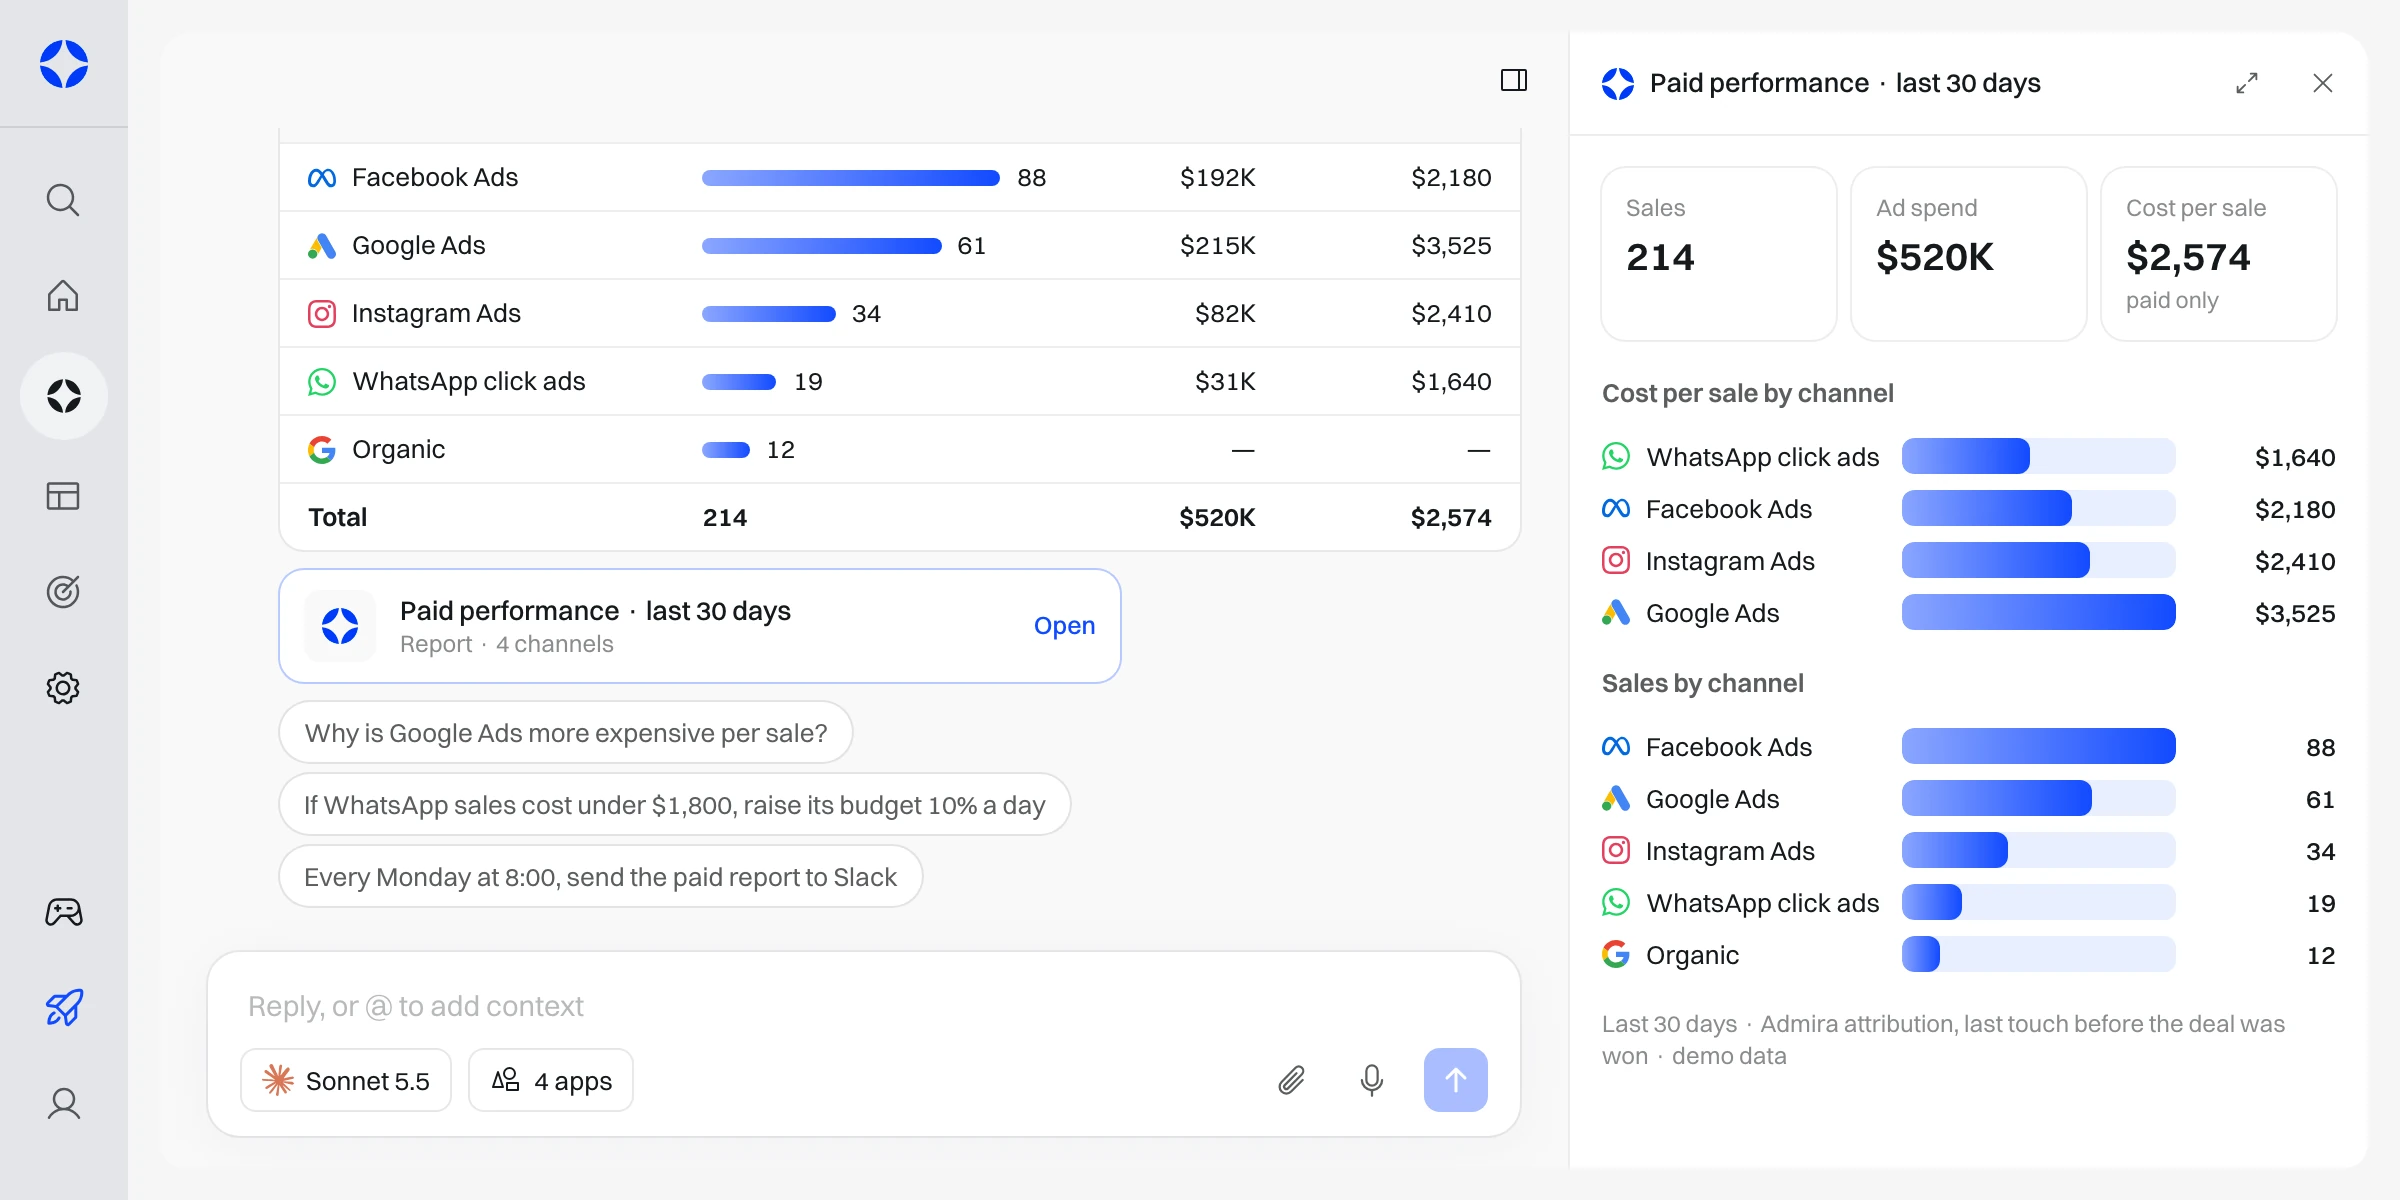 Facebook Ads 88 $192K $2,180
Google Ads 61 $215K $3,525
Instagram Ads 34 $82K $2,410
WhatsApp click ads 19 $31K $1,640
Organic 12 — —
Total 214 $520K $2,574
Paid performance · last 30 days
Report · 4 channels
Open
Why is Google Ads more expensive per sale?
If WhatsApp sales cost under $1,800, raise its budget 10% a day
Every Monday at 8:00, send the paid report to Slack
Reply, or @ to add context
Sonnet 5.5
4 apps
Paid performance · last 30 days
Sales
214
Ad spend
$520K
Cost per sale
$2,574
paid only
Cost per sale by channel
WhatsApp click ads $1,640
Facebook Ads $2,180
Instagram Ads $2,410
Google Ads $3,525
Sales by channel
Facebook Ads 88
Google Ads 61
Instagram Ads 34
WhatsApp click ads 19
Organic 12
Last 30 days · Admira attribution, last touch before the deal was
won · demo data